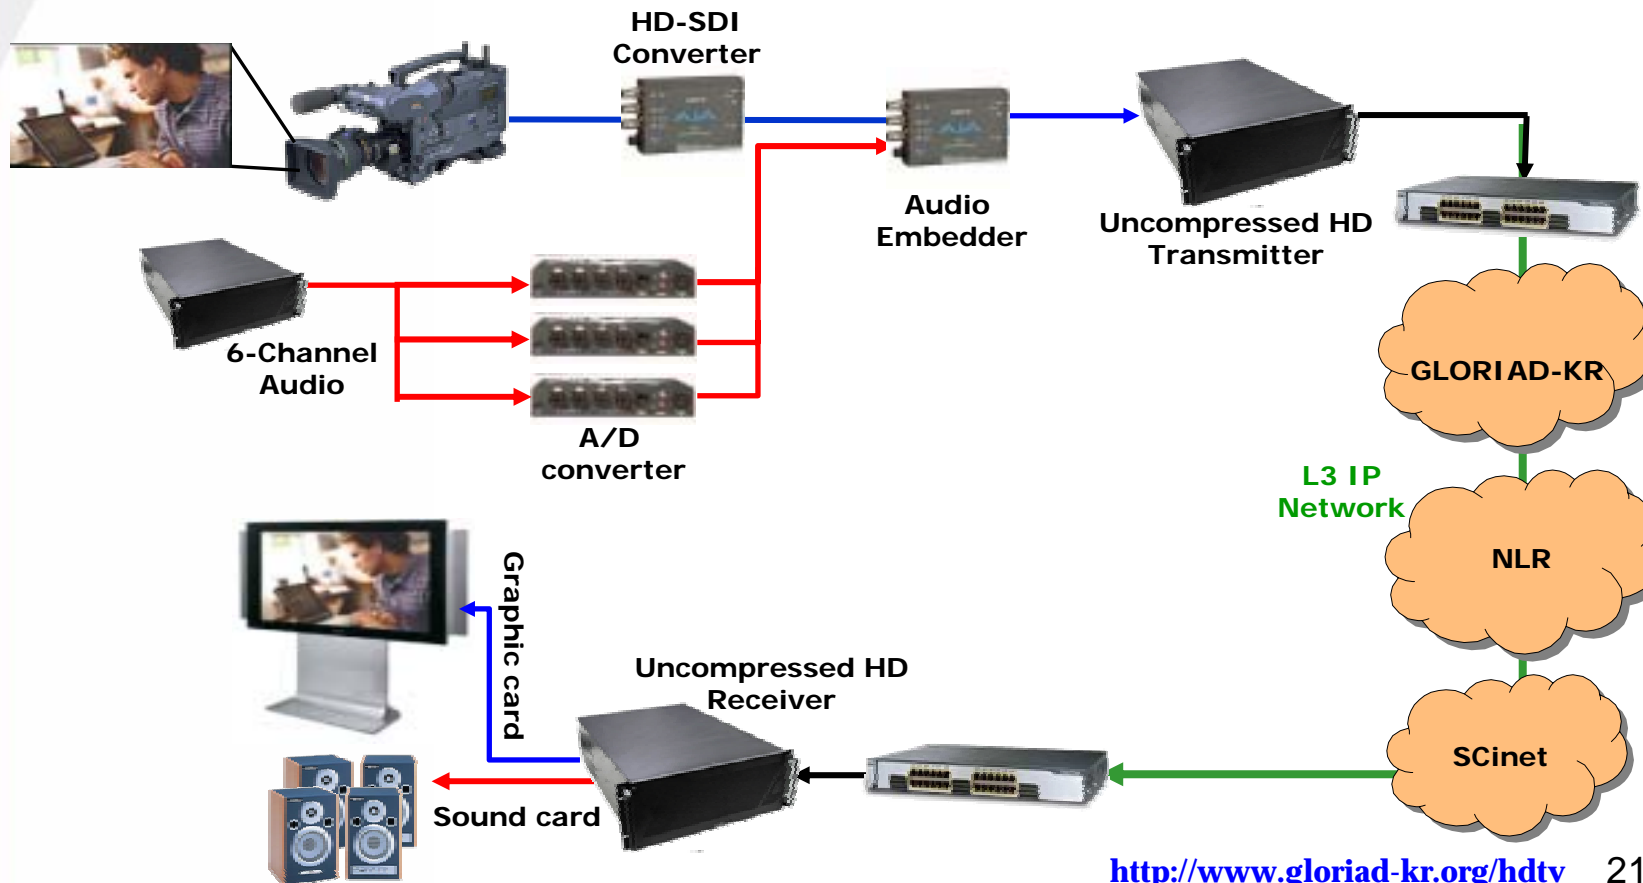 HD-SDI
Converter
Audio
Embedder
Uncompressed HD
Transmitter
6-Channel
Audio
A/D
converter
GLORIAD-KR
L3 IP
Network
NLR
SCinet
Graphic card
Uncompressed HD
Receiver
Sound card
http://www.gloriad-kr.org/hdtv
21